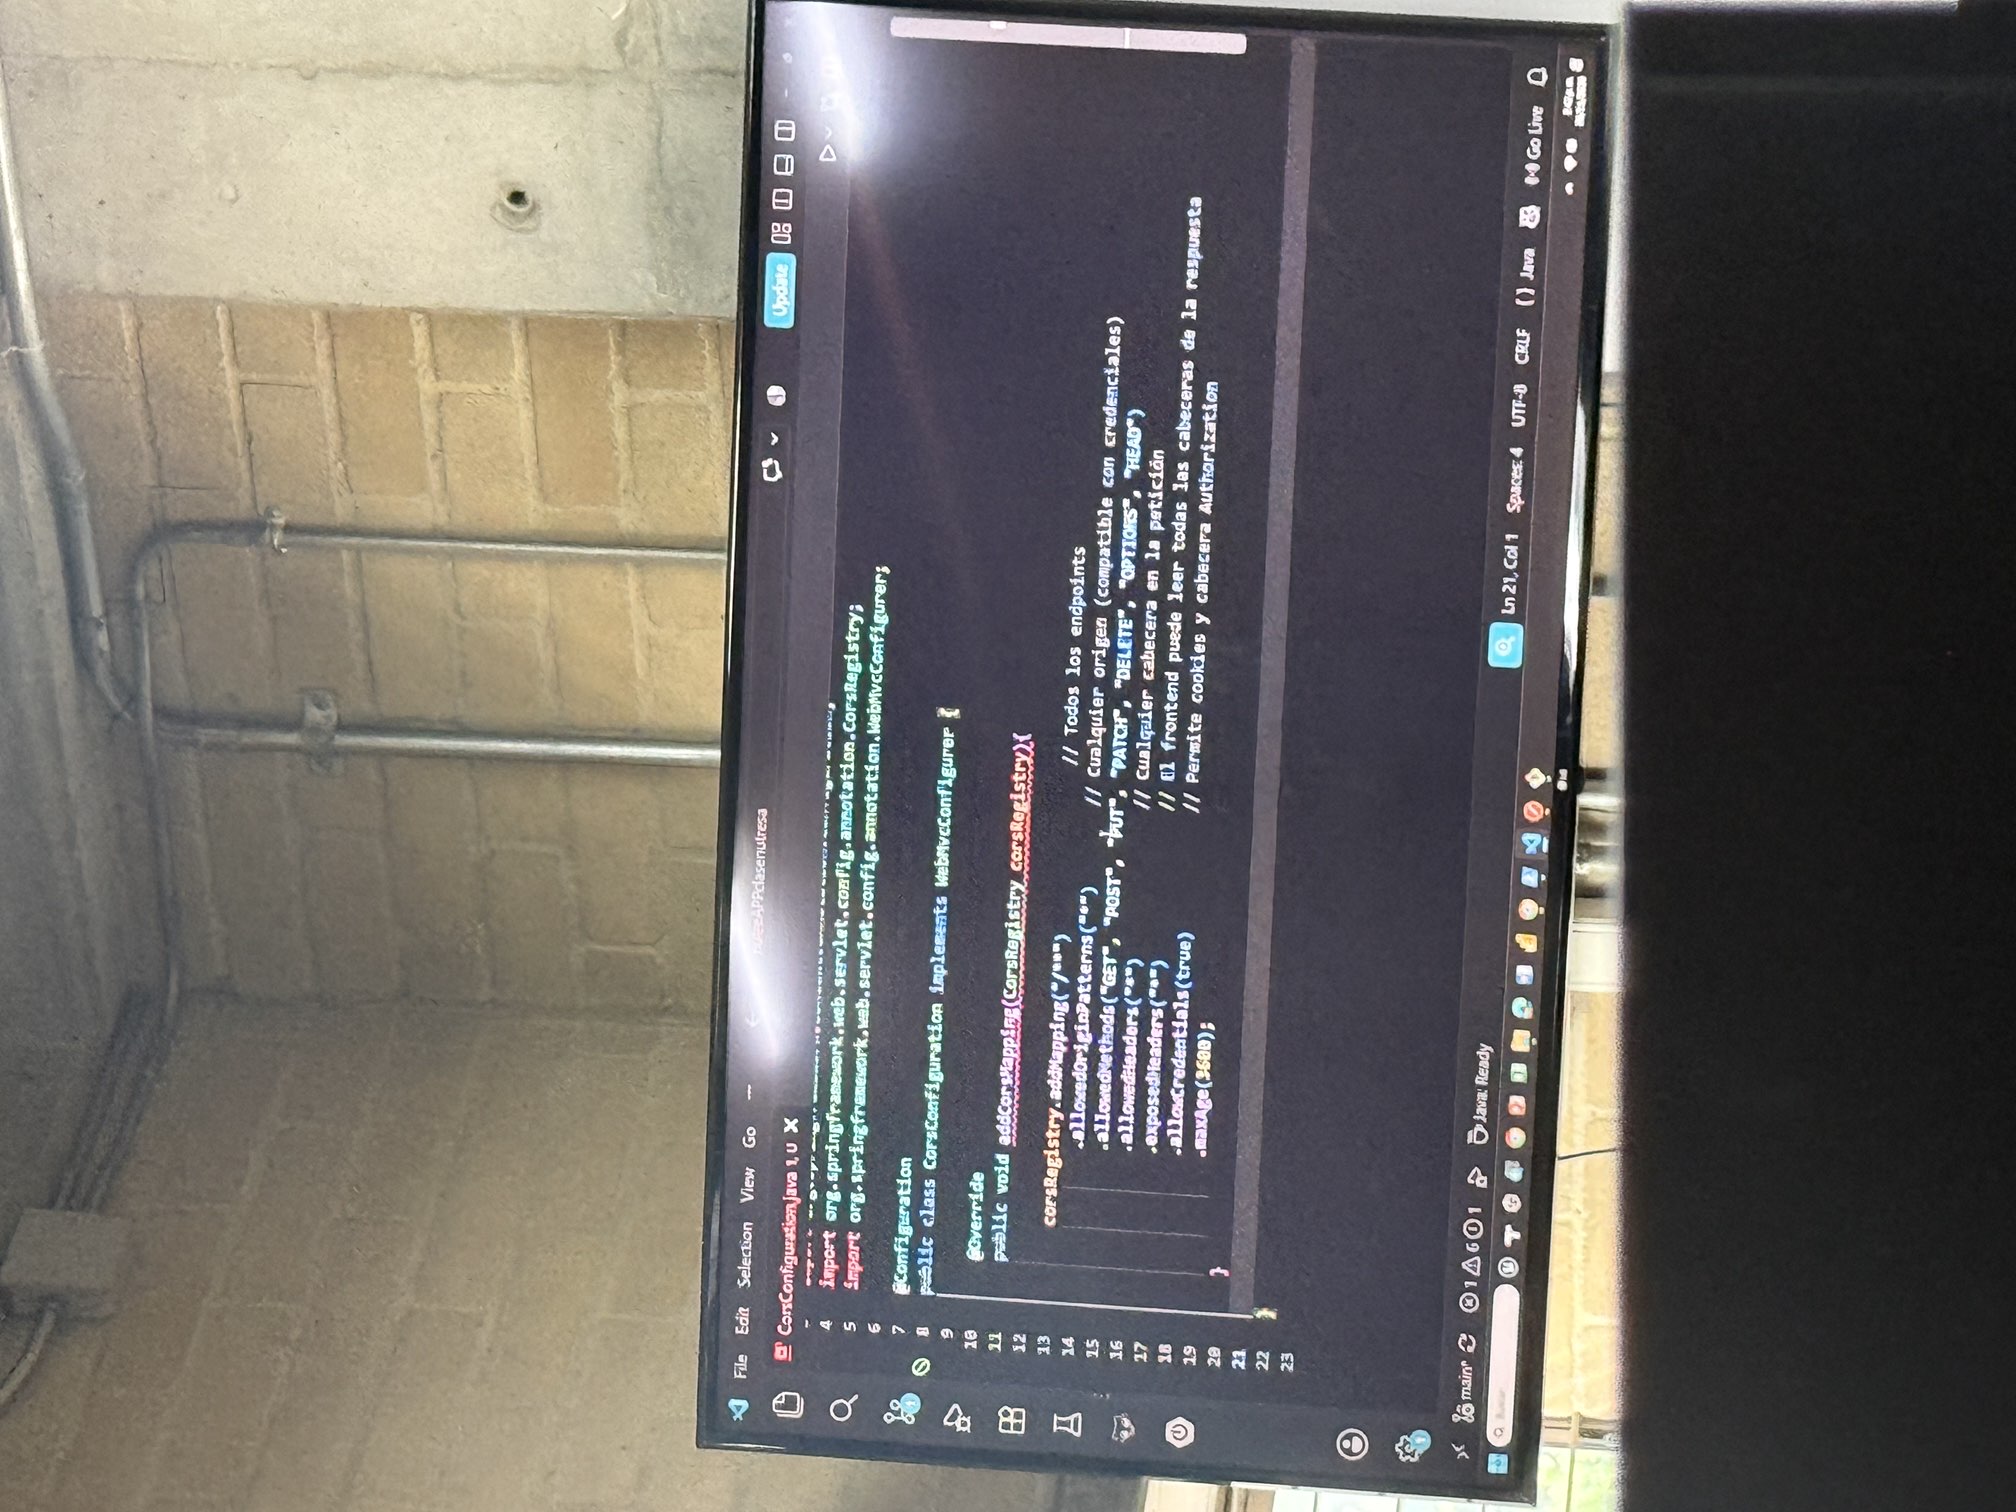 File Edit Selection View Go
Update
CorsConfiguration.java 1, U
4 import org.springframework.web.servlet.config.annotation.CorsRegistry;
5 import org.springframework.web.servlet.config.annotation.WebMvcConfigurer;
6
7 @Configuration
8 public class CorsConfiguration implements WebMvcConfigurer {
9
10 @Override
11 public void addCorsMapping(CorsRegistry corsRegistry){
12
13 corsRegistry.addMapping("/**") // Todos los endpoints
14 .allowedOriginPatterns("*") // Cualquier origen (compatible con credenciales)
15 .allowedMethods("GET", "POST", "PUT", "PATCH", "DELETE", "OPTIONS", "HEAD")
16 .allowedHeaders("*") // Cualquier cabecera en la petición
17 .exposedHeaders("*") // El frontend puede leer todas las cabeceras de la respuesta
18 .allowCredentials(true) // Permite cookies y cabecera Authorization
19 .maxAge(3600);
20 }
21
22 }
23
main* 1 6 1 Java: Ready Ln 21, Col 1 Spaces: 4 UTF-8 CRLF {} Java Go Live